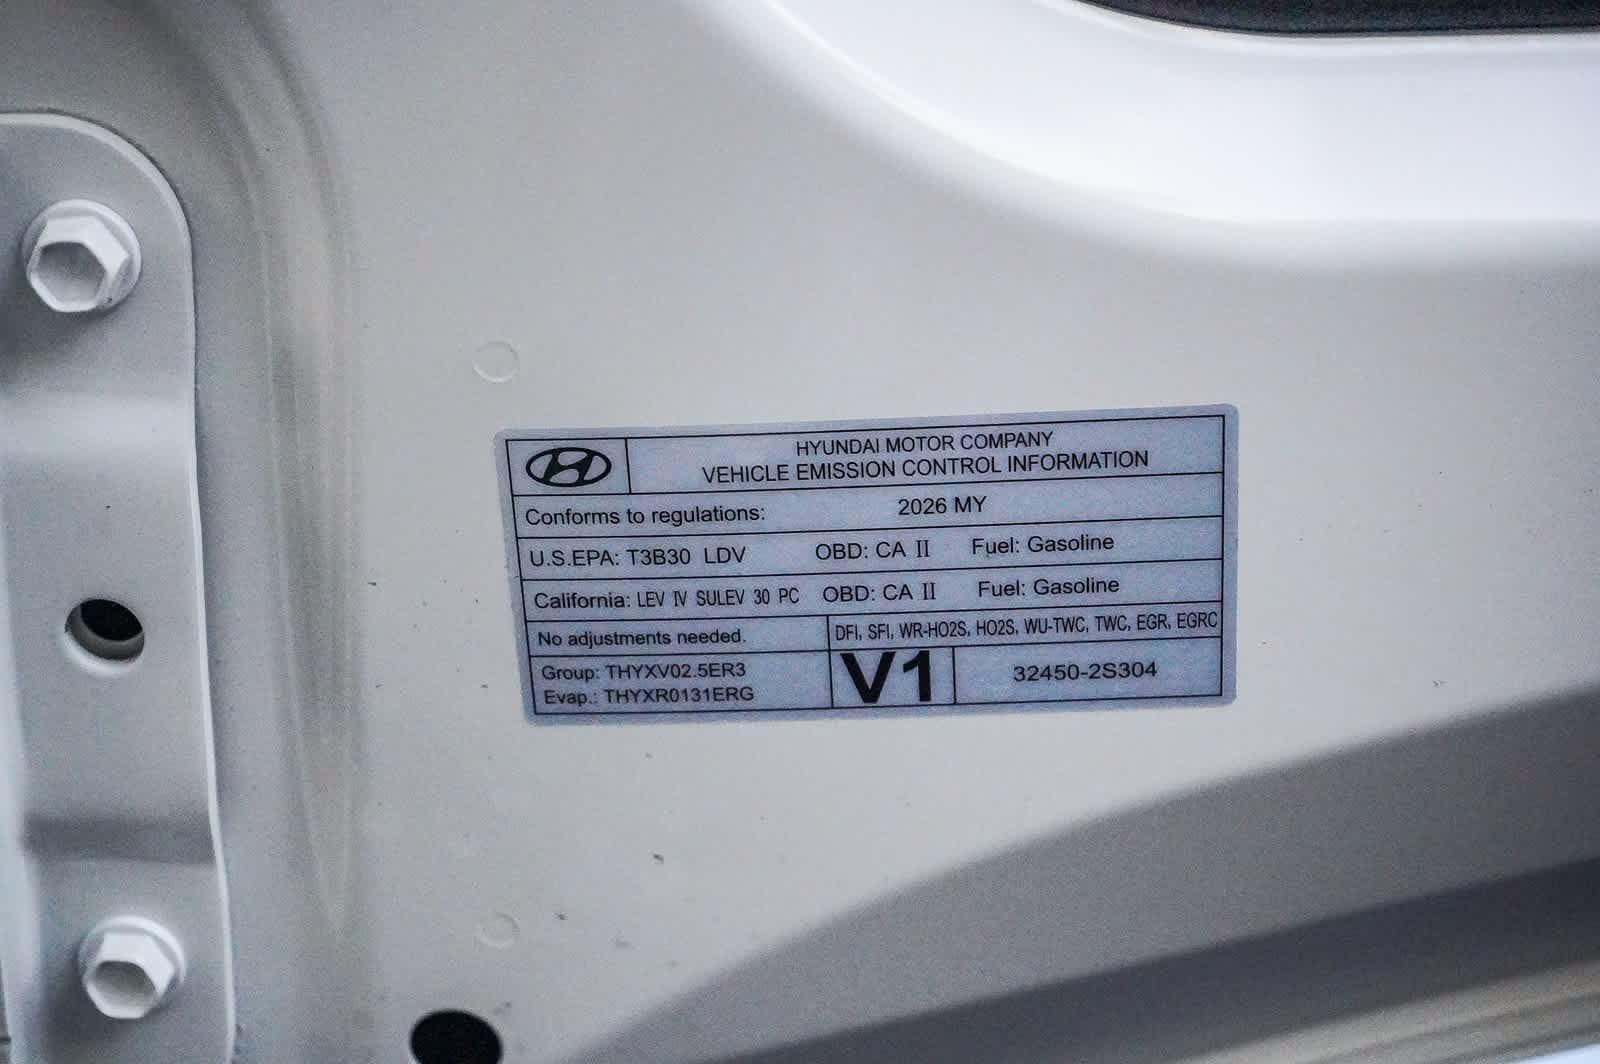 HYUNDAI MOTOR COMPANY
VEHICLE EMISSION CONTROL INFORMATION
Conforms to regulations: 2026 MY
U.S.EPA: T3B30 LDV OBD: CA II Fuel: Gasoline
California: LEV IV SULEV 30 PC OBD: CA II Fuel: Gasoline
No adjustments needed. DFI, SFI, WR-HO2S, HO2S, WU-TWC, TWC, EGR, EGRC
Group: THYXV02.5ER3
Evap.: THYXR0131ERG
V1
32450-2S304